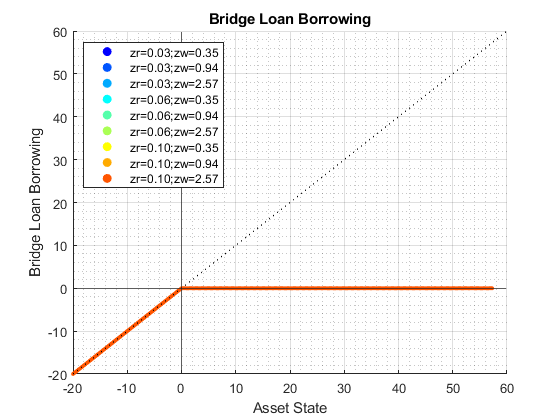 Bridge Loan Borrowing
60
50
40
30
20
10
0
-10
-20
Bridge Loan Borrowing
zr=0.03;zw=0.35
zr=0.03;zw=0.94
zr=0.03;zw=2.57
zr=0.06;zw=0.35
zr=0.06;zw=0.94
zr=0.06;zw=2.57
zr=0.10;zw=0.35
zr=0.10;zw=0.94
zr=0.10;zw=2.57
-20 -10 0 10 20 30 40 50 60
Asset State